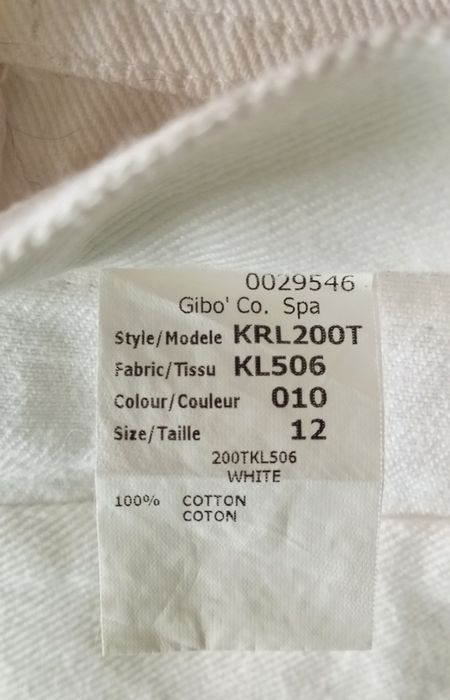 0029546
Gibo' Co. Spa
Style/Modele KRL200T
Fabric/Tissu KL506
Colour/Couleur 010
Size/Taille 12
200TKL506
WHITE
100% COTTON
COTON